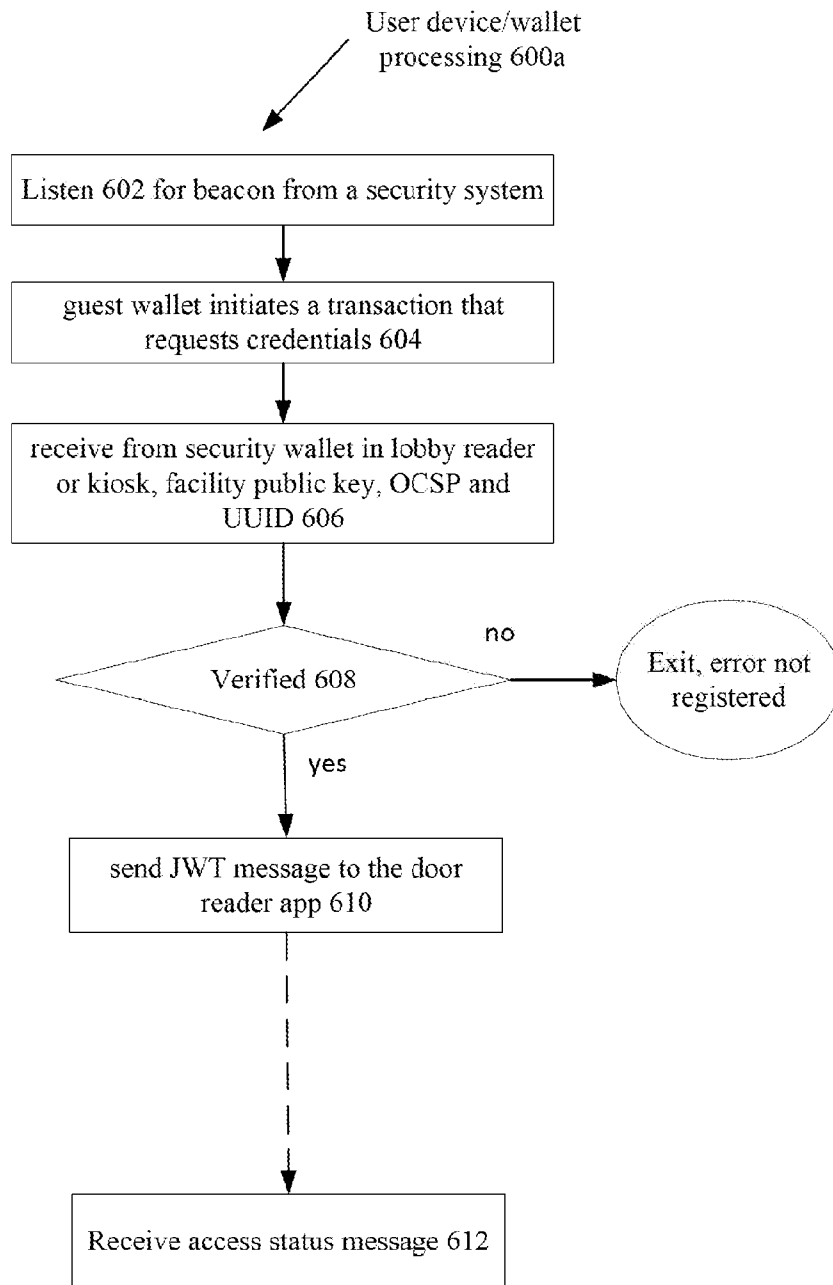 User device/wallet
processing 600a
Listen 602 for beacon from a security system
guest wallet initiates a transaction that
requests credentials 604
receive from security wallet in lobby reader
or kiosk, facility public key, OCSP and
UUID 606
Verified 608
no
Exit, error not
registered
yes
send JWT message to the door
reader app 610
Receive access status message 612